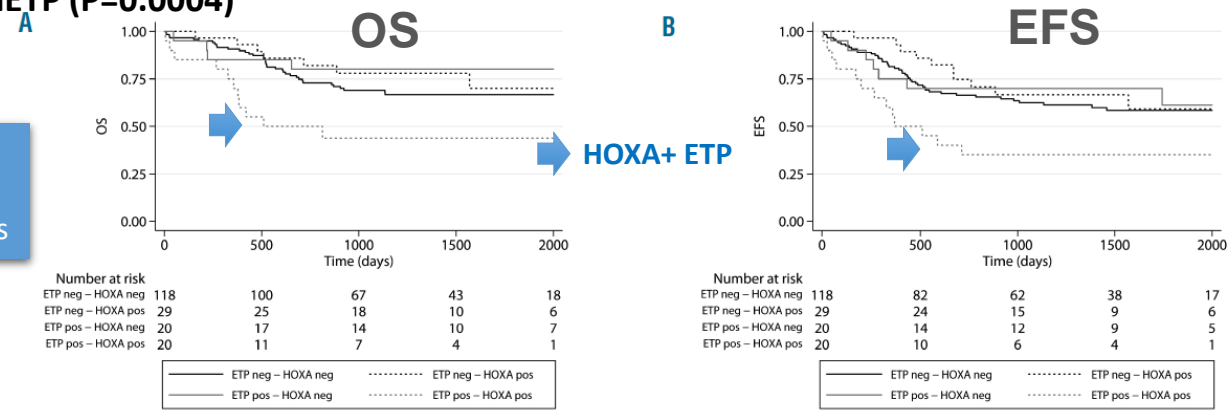 ETP (P=0.0004)
A
OS
1.00
0.75
0.50
0.25
0.00
OS
0 500 1000 1500 2000
Time (days)
HOXA+ ETP
Number at risk
ETP neg – HOXA neg 118 100 67 43 18
ETP neg – HOXA pos 29 25 18 10 6
ETP pos – HOXA neg 20 17 14 10 7
ETP pos – HOXA pos 20 11 7 4 1
ETP neg – HOXA neg ETP neg – HOXA pos
ETP pos – HOXA neg ETP pos – HOXA pos
B
EFS
1.00
0.75
0.50
0.25
0.00
EFS
0 500 1000 1500 2000
Time (days)
Number at risk
ETP neg – HOXA neg 118 82 62 38 17
ETP neg – HOXA pos 29 24 15 9 6
ETP pos – HOXA neg 20 14 12 9 5
ETP pos – HOXA pos 20 10 6 4 1
ETP neg – HOXA neg ETP neg – HOXA pos
ETP pos – HOXA neg ETP pos – HOXA pos
s